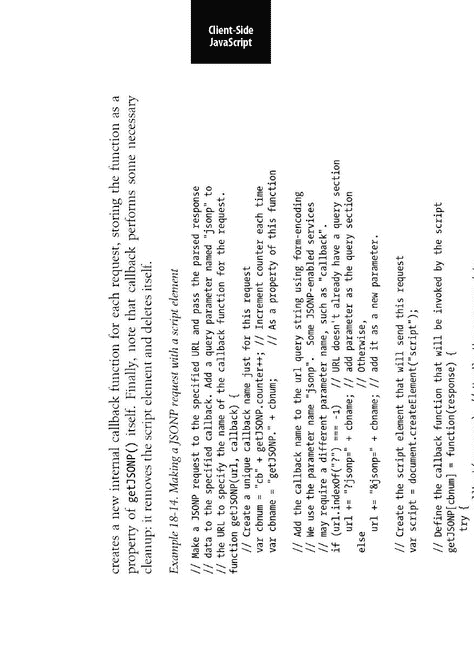 Client-Side
JavaScript
creates a new internal callback function for each request, storing the function as a
property of getJSONP() itself. Finally, note that callback performs some necessary
cleanup: it removes the script element and deletes itself.
Example 18-14. Making a JSONP request with a script element
// Make a JSONP request to the specified URL and pass the parsed response
// data to the specified callback. Add a query parameter named "jsonp" to
// the URL to specify the name of the callback function for the request.
function getJSONP(url, callback) {
// Create a unique callback name just for this request
var cbnum = "cb" + getJSONP.counter++; // Increment counter each time
var cbname = "getJSONP." + cbnum; // As a property of this function
// Add the callback name to the url query string using form-encoding
// We use the parameter name "jsonp". Some JSONP-enabled services
// may require a different parameter name, such as "callback".
if (url.indexOf("?") === -1) // URL doesn't already have a query section
url += "?jsonp=" + cbname; // add parameter as the query section
else // Otherwise,
url += "&jsonp=" + cbname; // add it as a new parameter.
// Create the script element that will send this request
var script = document.createElement("script");
// Define the callback function that will be invoked by the script
getJSONP[cbnum] = function(response) {
try {